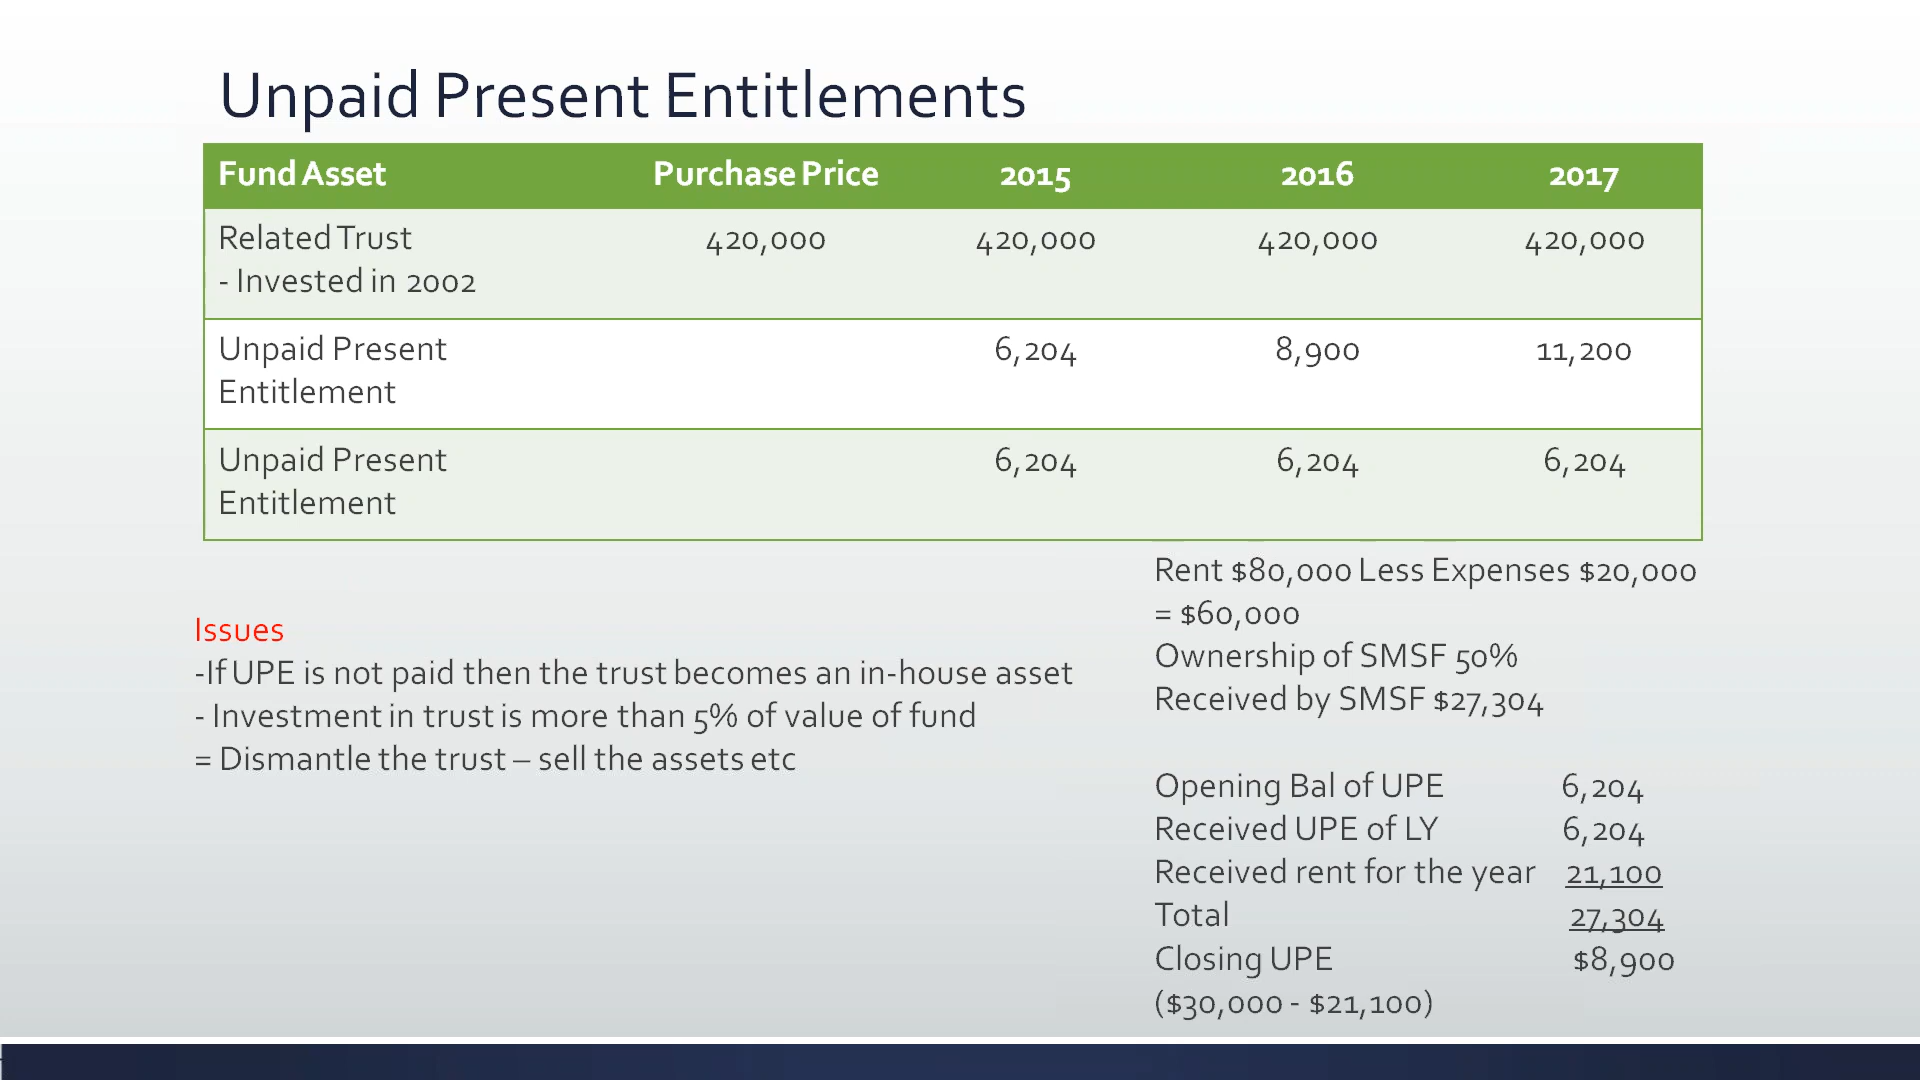 Unpaid Present Entitlements
Fund Asset Purchase Price 2015 2016 2017
Related Trust 420,000 420,000 420,000 420,000
- Invested in 2002
Unpaid Present 6,204 8,900 11,200
Entitlement
Unpaid Present 6,204 6,204 6,204
Entitlement
Issues
-If UPE is not paid then the trust becomes an in-house asset
- Investment in trust is more than 5% of value of fund
= Dismantle the trust – sell the assets etc
Rent $80,000 Less Expenses $20,000
= $60,000
Ownership of SMSF 50%
Received by SMSF $27,304
Opening Bal of UPE 6,204
Received UPE of LY 6,204
Received rent for the year 21,100
Total 27,304
Closing UPE $8,900
($30,000 - $21,100)